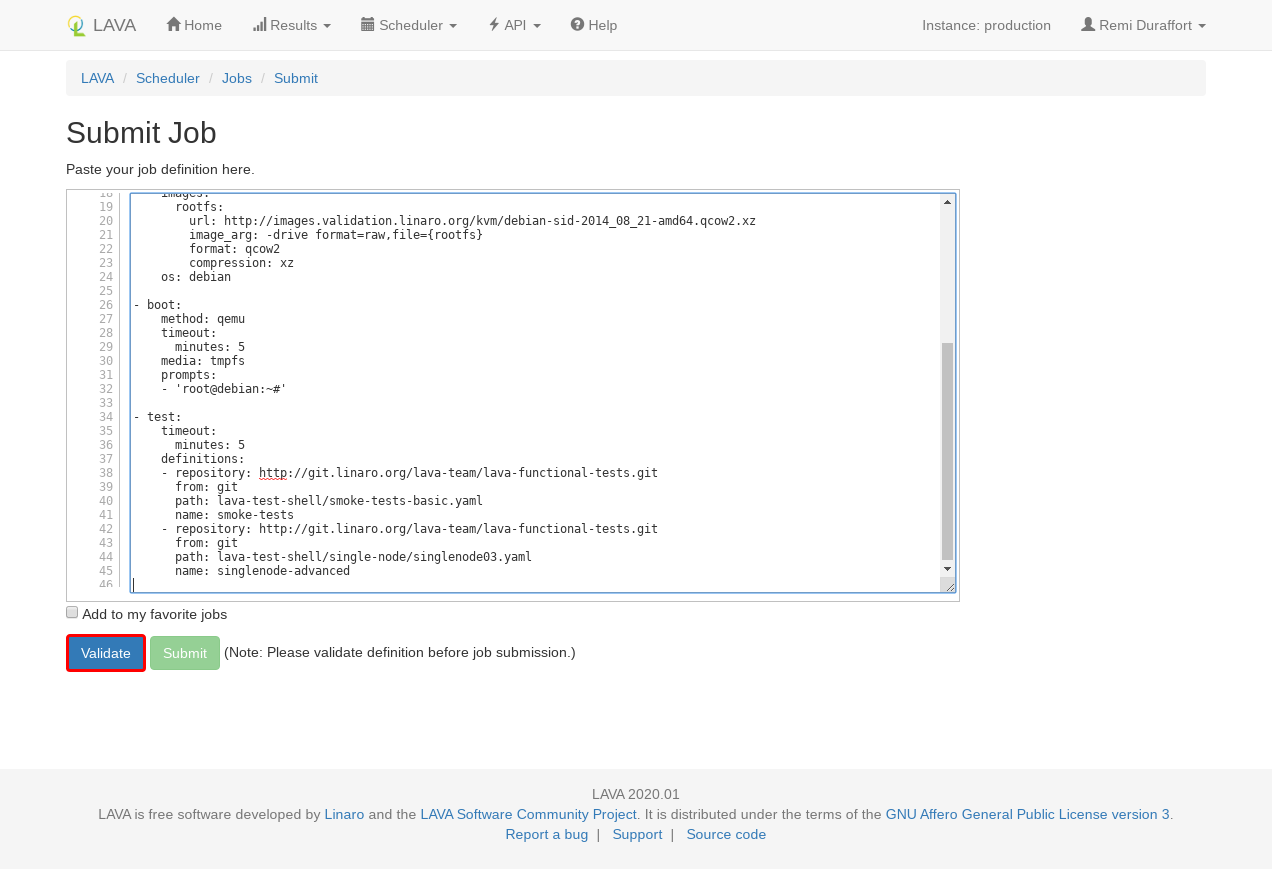 LAVA Home Results Scheduler API Help Instance: production Remi Duraffort
LAVA / Scheduler / Jobs / Submit
Submit Job
Paste your job definition here.
18     images:
19       rootfs:
20         url: http://images.validation.linaro.org/kvm/debian-sid-2014_08_21-amd64.qcow2.xz
21         image_arg: -drive format=raw,file={rootfs}
22         format: qcow2
23         compression: xz
24     os: debian
25
26 - boot:
27     method: qemu
28     timeout:
29       minutes: 5
30     media: tmpfs
31     prompts:
32     - 'root@debian:~#'
33
34 - test:
35     timeout:
36       minutes: 5
37     definitions:
38     - repository: http://git.linaro.org/lava-team/lava-functional-tests.git
39       from: git
40       path: lava-test-shell/smoke-tests-basic.yaml
41       name: smoke-tests
42     - repository: http://git.linaro.org/lava-team/lava-functional-tests.git
43       from: git
44       path: lava-test-shell/single-node/singlenode03.yaml
45       name: singlenode-advanced
46
Add to my favorite jobs
Validate Submit (Note: Please validate definition before job submission.)
LAVA 2020.01
LAVA is free software developed by Linaro and the LAVA Software Community Project. It is distributed under the terms of the GNU Affero General Public License version 3.
Report a bug | Support | Source code